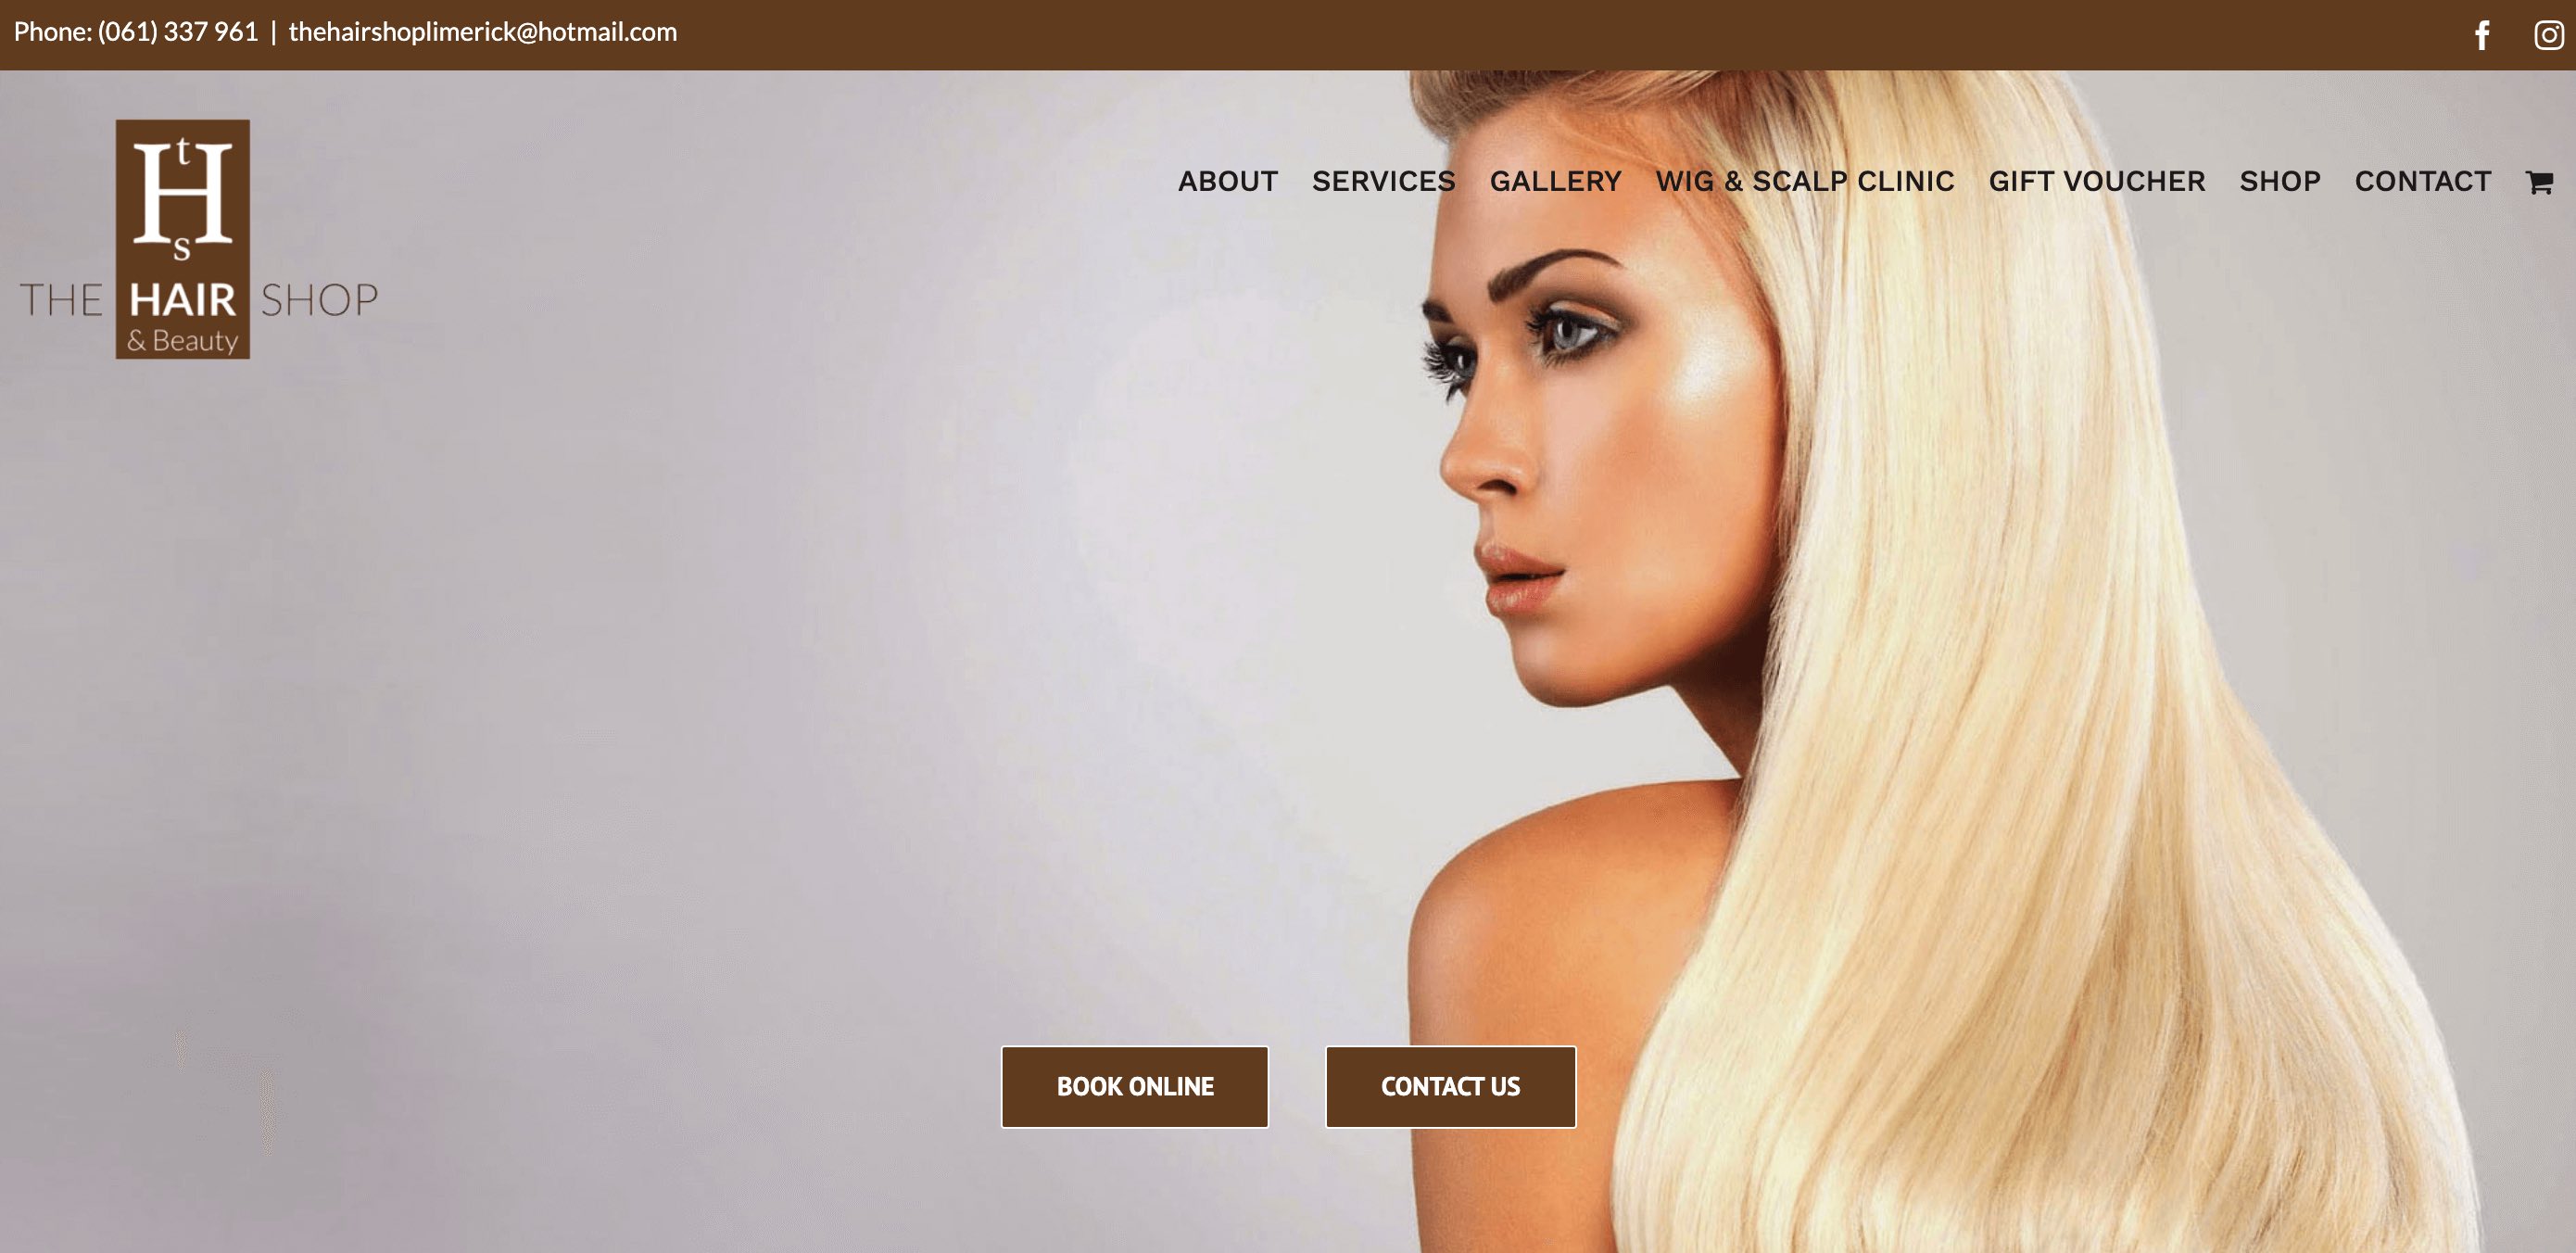 Phone: (061) 337 961 | thehairshoplimerick@hotmail.com
tHs
THE HAIR SHOP
& Beauty
ABOUT SERVICES GALLERY WIG & SCALP CLINIC GIFT VOUCHER SHOP CONTACT
BOOK ONLINE CONTACT US